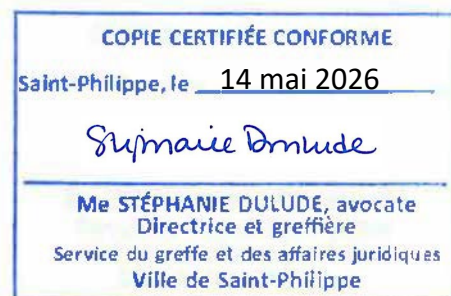 COPIE CERTIFIÉE CONFORME
Saint-Philippe, le 14 mai 2026
Me STÉPHANIE DULUDE, avocate
Directrice et greffière
Service du greffe et des affaires juridiques
Ville de Saint-Philippe